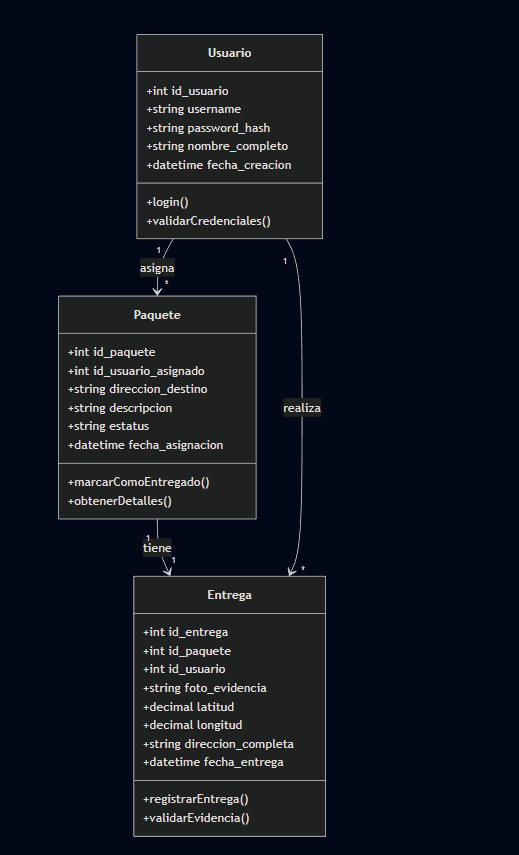 Usuario
+int id_usuario
+string username
+string password_hash
+string nombre_completo
+datetime fecha_creacion
+login()
+validarCredenciales()
1
1
asigna
*
Paquete
+int id_paquete
+int id_usuario_asignado
+string direccion_destino
+string descripcion
+string estatus
+datetime fecha_asignacion
realiza
+marcarComoEntregado()
+obtenerDetalles()
1
tiene
1
*
Entrega
+int id_entrega
+int id_paquete
+int id_usuario
+string foto_evidencia
+decimal latitud
+decimal longitud
+string direccion_completa
+datetime fecha_entrega
+registrarEntrega()
+validarEvidencia()